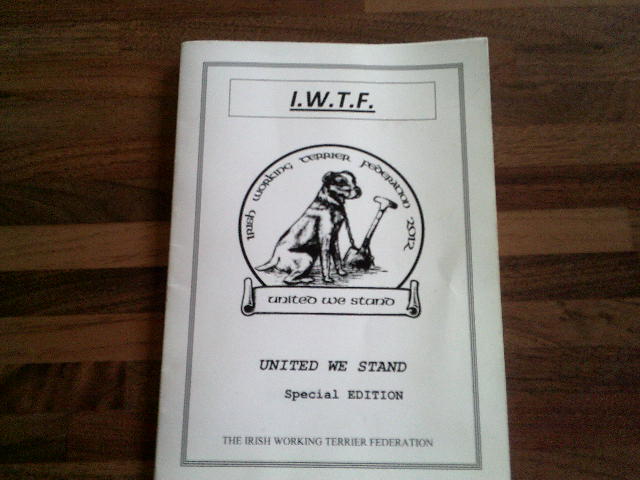 I.W.T.F.
IRISH WORKING TERRIER FEDERATION 2012
united we stand
UNITED WE STAND
Special EDITION
THE IRISH WORKING TERRIER FEDERATION